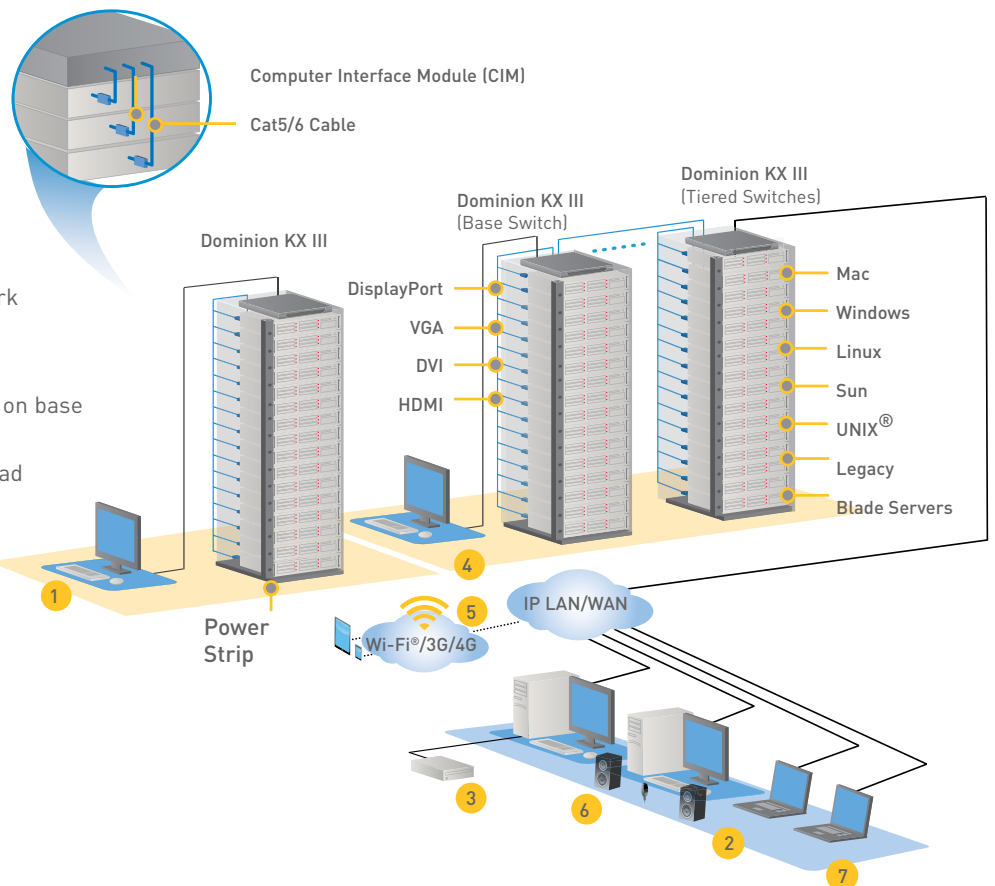 Computer Interface Module (CIM)
Cat5/6 Cable
Dominion KX III
(Tiered Switches)
Dominion KX III
(Base Switch)
Dominion KX III
rk
on base
ad
DisplayPort
VGA
DVI
HDMI
Mac
Windows
Linux
Sun
UNIX®
Legacy
Blade Servers
1
4
Power
Strip
5
Wi-Fi®/3G/4G
IP LAN/WAN
3
6
2
7